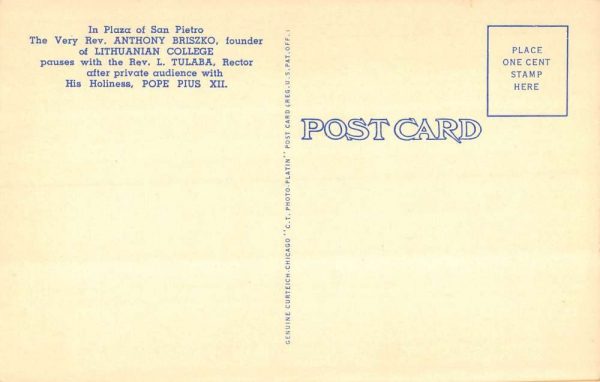 In Plaza of San Pietro
The Very Rev. ANTHONY BRISZKO, founder
of LITHUANIAN COLLEGE
pauses with the Rev. L. TULABA, Rector
after private audience with
His Holiness, POPE PIUS XII.
GENUINE CURTEICH-CHICAGO "C.T. PHOTO-PLATIN" POST CARD (REG. U.S. PAT. OFF.)
POST CARD
PLACE
ONE CENT
STAMP
HERE